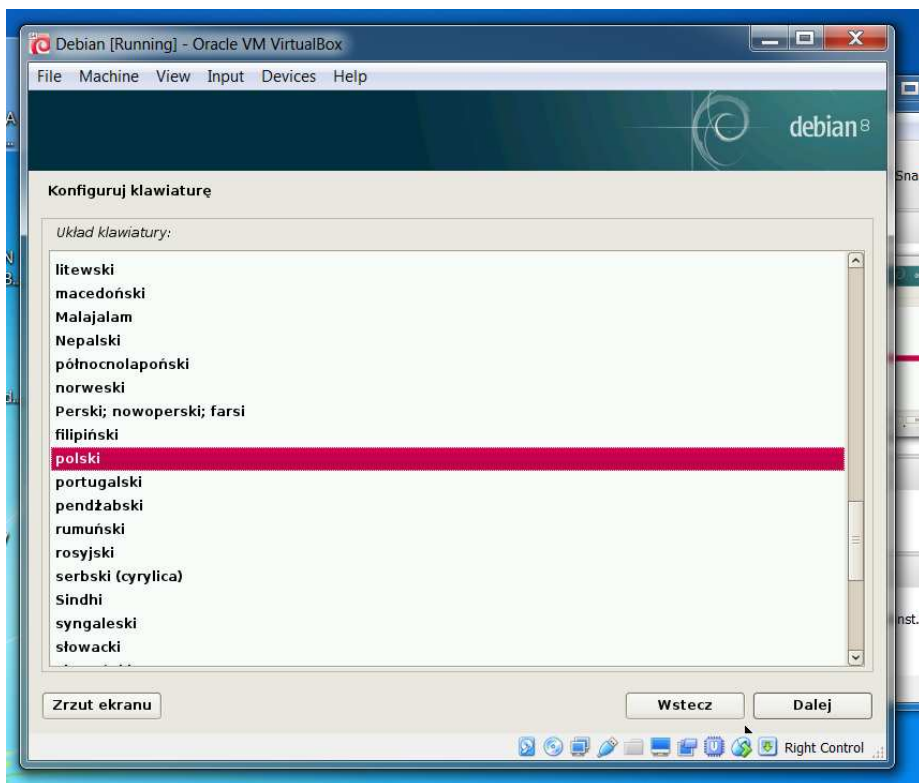 Debian [Running] - Oracle VM VirtualBox
File Machine View Input Devices Help
debian 8
Konfiguruj klawiaturę
Układ klawiatury:
litewski
macedoński
Malajalam
Nepalski
północnolapoński
norweski
Perski; nowoperski; farsi
filipiński
polski
portugalski
pendżabski
rumuński
rosyjski
serbski (cyrylica)
Sindhi
syngaleski
słowacki
Zrzut ekranu
Wstecz
Dalej
Right Control